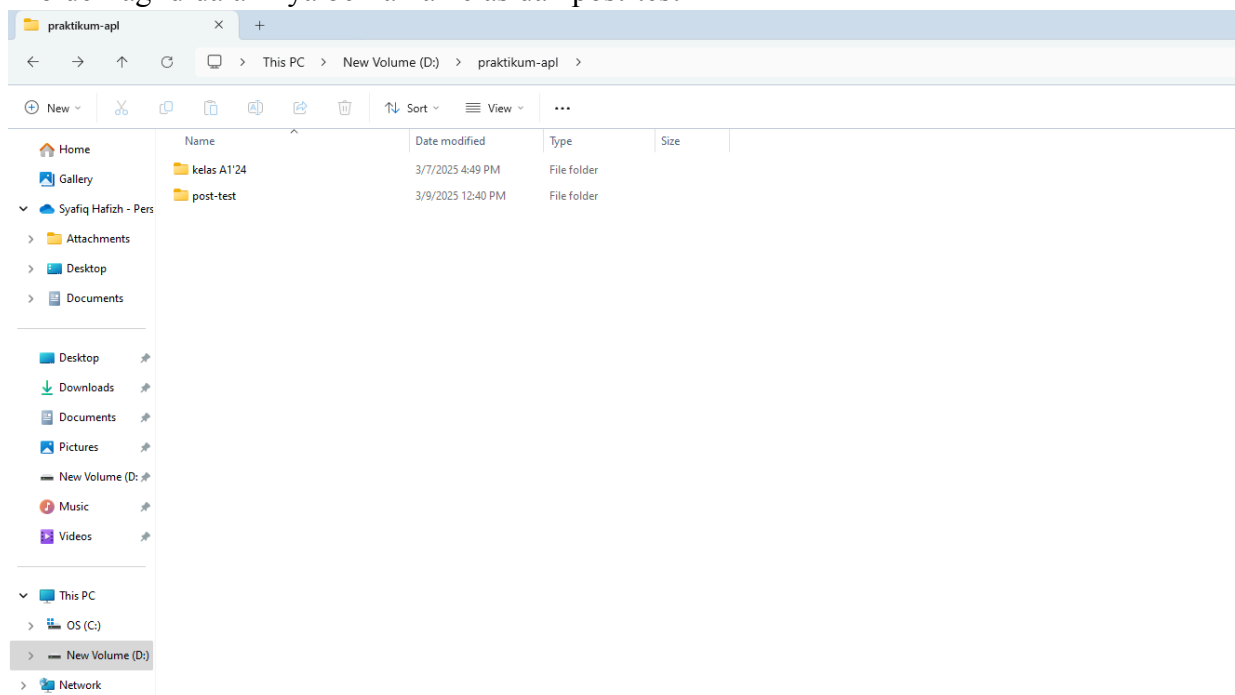 praktikum-apl
This PC > New Volume (D:) > praktikum-apl >
New Sort View
Name Date modified Type Size
Home
kelas A1'24 3/7/2025 4:49 PM File folder
Gallery
post-test 3/9/2025 12:40 PM File folder
Syafiq Hafizh - Pers
Attachments
Desktop
Documents
Desktop
Downloads
Documents
Pictures
New Volume (D:
Music
Videos
This PC
OS (C:)
New Volume (D:)
Network